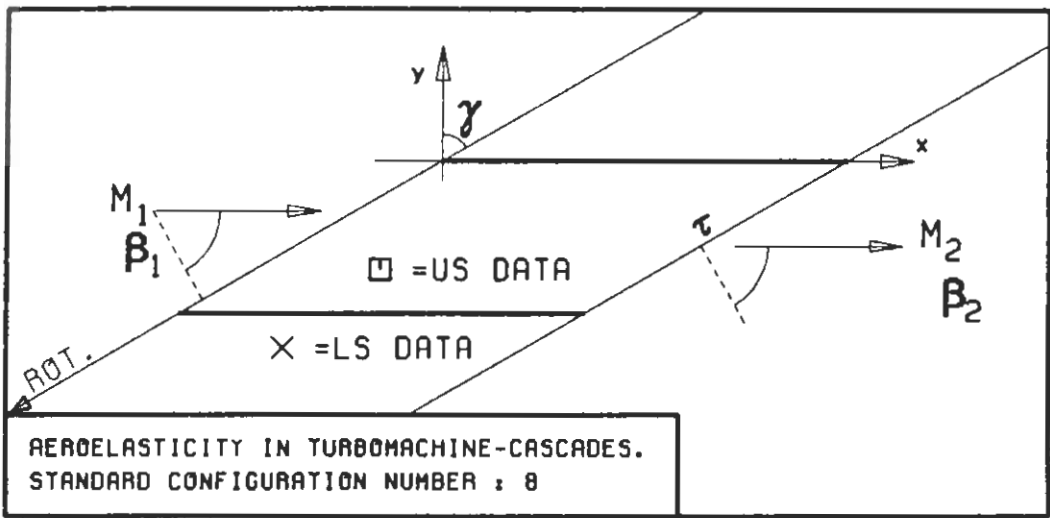 y
γ
x
M₁
β₁
τ
M₂
β₂
=US DATA
× =LS DATA
ROT.
AEROELASTICITY IN TURBOMACHINE-CASCADES.
STANDARD CONFIGURATION NUMBER : 8